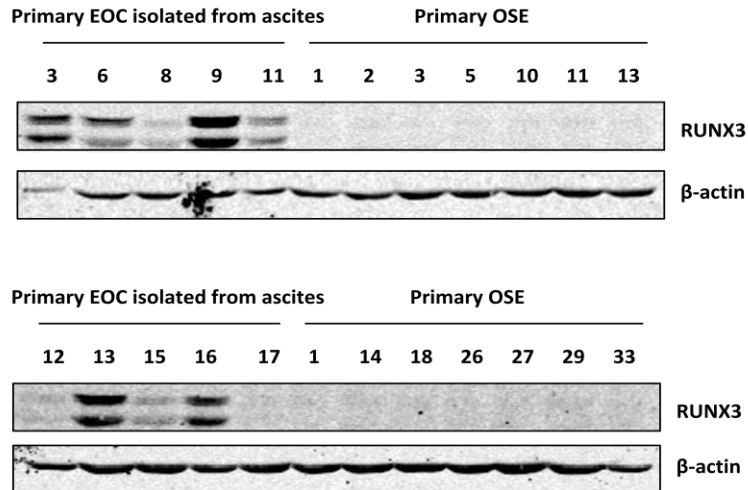 Primary EOC isolated from ascites Primary OSE
3 6 8 9 11 1 2 3 5 10 11 13
RUNX3
β-actin
Primary EOC isolated from ascites Primary OSE
12 13 15 16 17 1 14 18 26 27 29 33
RUNX3
β-actin